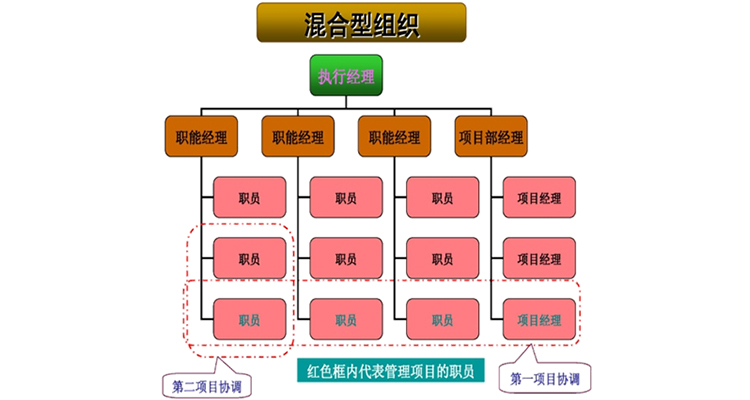 混合型组织
执行经理
职能经理 职能经理 职能经理 项目部经理
职员 职员 职员 项目经理
职员 职员 职员 项目经理
职员 职员 职员 项目经理
第二项目协调 红色框内代表管理项目的职员 第一项目协调